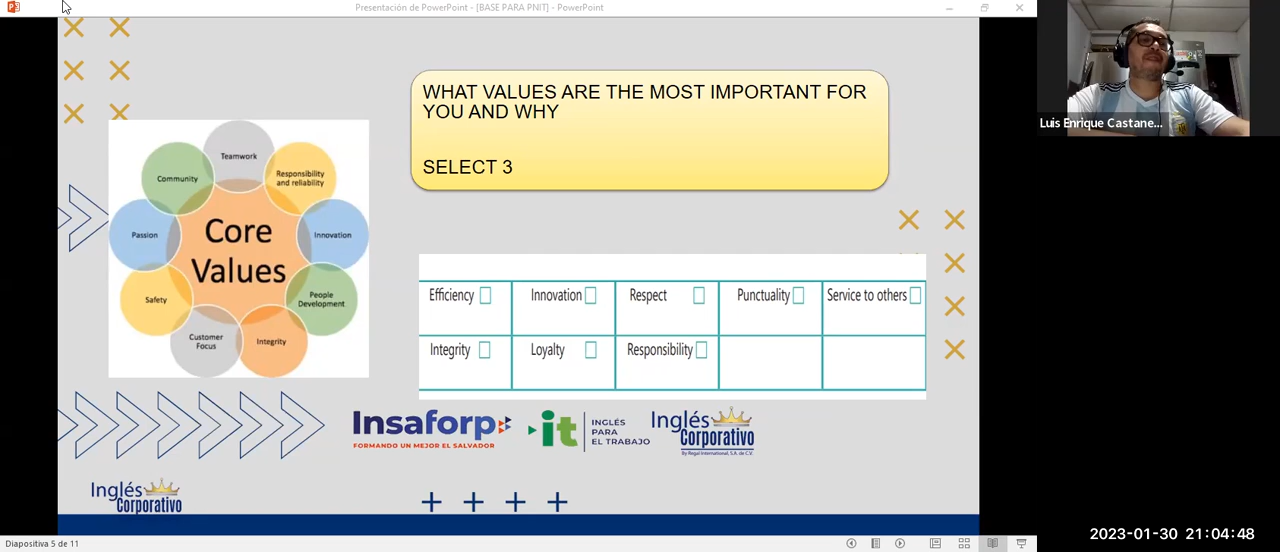 Presentación de PowerPoint - [BASE PARA PNIT] - PowerPoint
WHAT VALUES ARE THE MOST IMPORTANT FOR
YOU AND WHY
SELECT 3
Teamwork
Community
Responsibility
and reliability
Passion
Core
Values
Innovation
Safety
People
Development
Customer
Focus
Integrity
Efficiency
Innovation
Respect
Punctuality
Service to others
Integrity
Loyalty
Responsibility
Insaforp
FORMANDO UN MEJOR EL SALVADOR
it
INGLÉS
PARA
EL TRABAJO
Inglés
Corporativo
By Regal International, S.A. de C.V.
Inglés
Corporativo
Diapositiva 5 de 11
Luis Enrique Castane...
2023-01-30 21:04:48